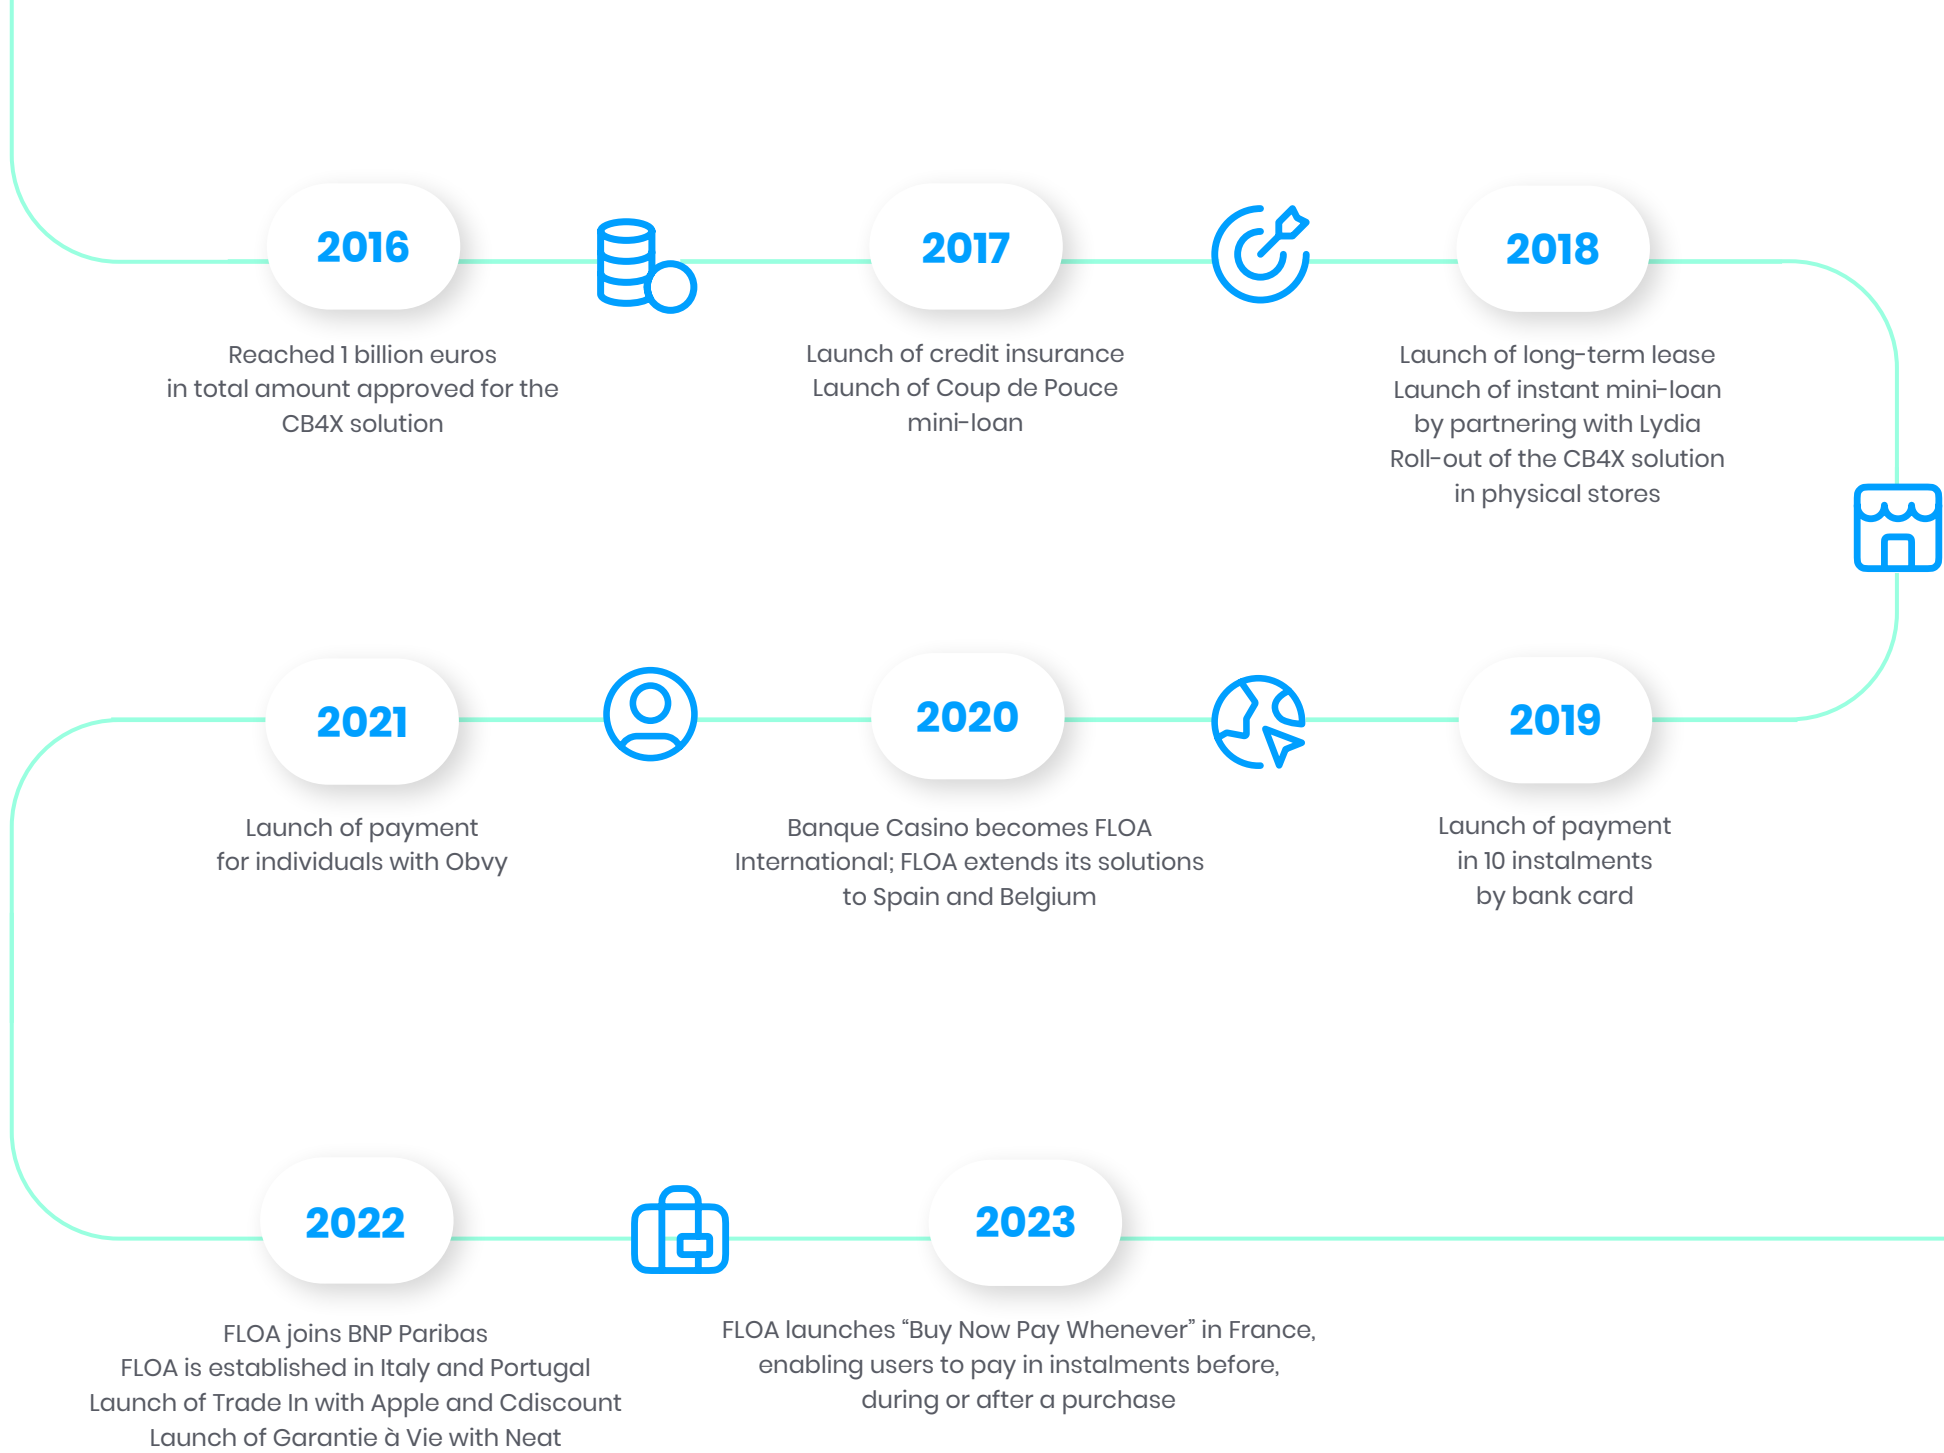 2016
Reached 1 billion euros
in total amount approved for the
CB4X solution
2017
Launch of credit insurance
Launch of Coup de Pouce
mini-loan
2018
Launch of long-term lease
Launch of instant mini-loan
by partnering with Lydia
Roll-out of the CB4X solution
in physical stores
2019
Launch of payment
in 10 instalments
by bank card
2020
Banque Casino becomes FLOA
International; FLOA extends its solutions
to Spain and Belgium
2021
Launch of payment
for individuals with Obvy
2022
FLOA joins BNP Paribas
FLOA is established in Italy and Portugal
Launch of Trade In with Apple and Cdiscount
Launch of Garantie à Vie with Neat
2023
FLOA launches “Buy Now Pay Whenever” in France,
enabling users to pay in instalments before,
during or after a purchase